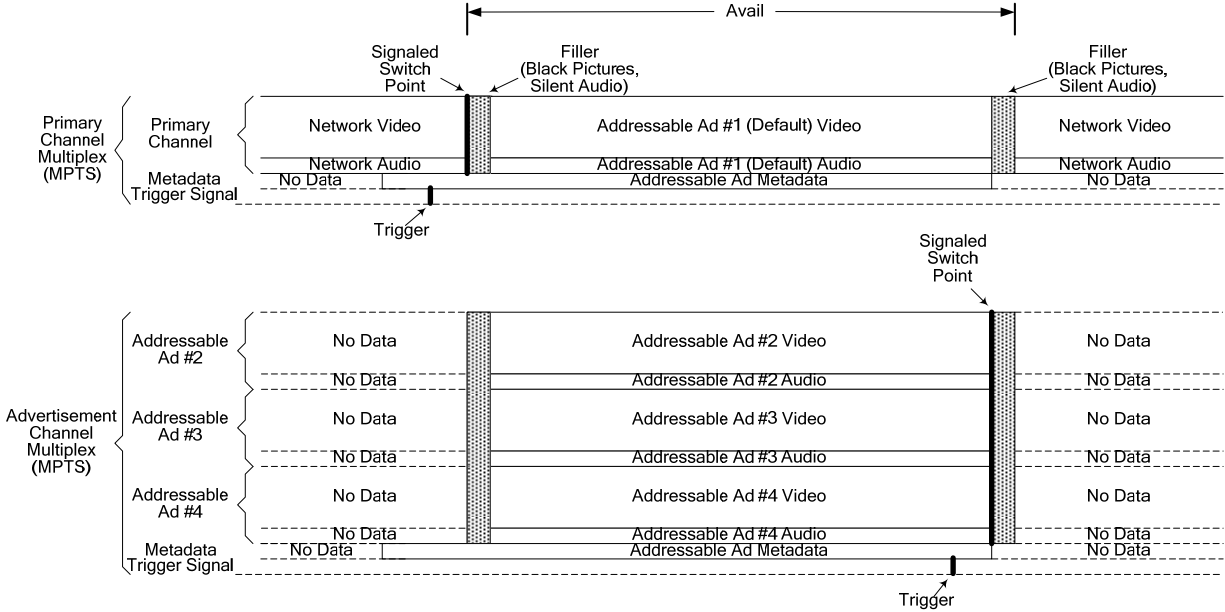 Avail
Signaled
Switch
Point
Filler
(Black Pictures,
Silent Audio)
Filler
(Black Pictures,
Silent Audio)
Primary
Channel
Multiplex
(MPTS)
Primary
Channel
Network Video
Addressable Ad #1 (Default) Video
Network Video
Network Audio
Addressable Ad #1 (Default) Audio
Network Audio
Metadata
No Data
Addressable Ad Metadata
No Data
Trigger Signal
Trigger
Signaled
Switch
Point
Advertisement
Channel
Multiplex
(MPTS)
Addressable
Ad #2
No Data
Addressable Ad #2 Video
No Data
No Data
Addressable Ad #2 Audio
No Data
Addressable
Ad #3
No Data
Addressable Ad #3 Video
No Data
No Data
Addressable Ad #3 Audio
No Data
Addressable
Ad #4
No Data
Addressable Ad #4 Video
No Data
No Data
Addressable Ad #4 Audio
No Data
Metadata
No Data
Addressable Ad Metadata
No Data
Trigger Signal
Trigger